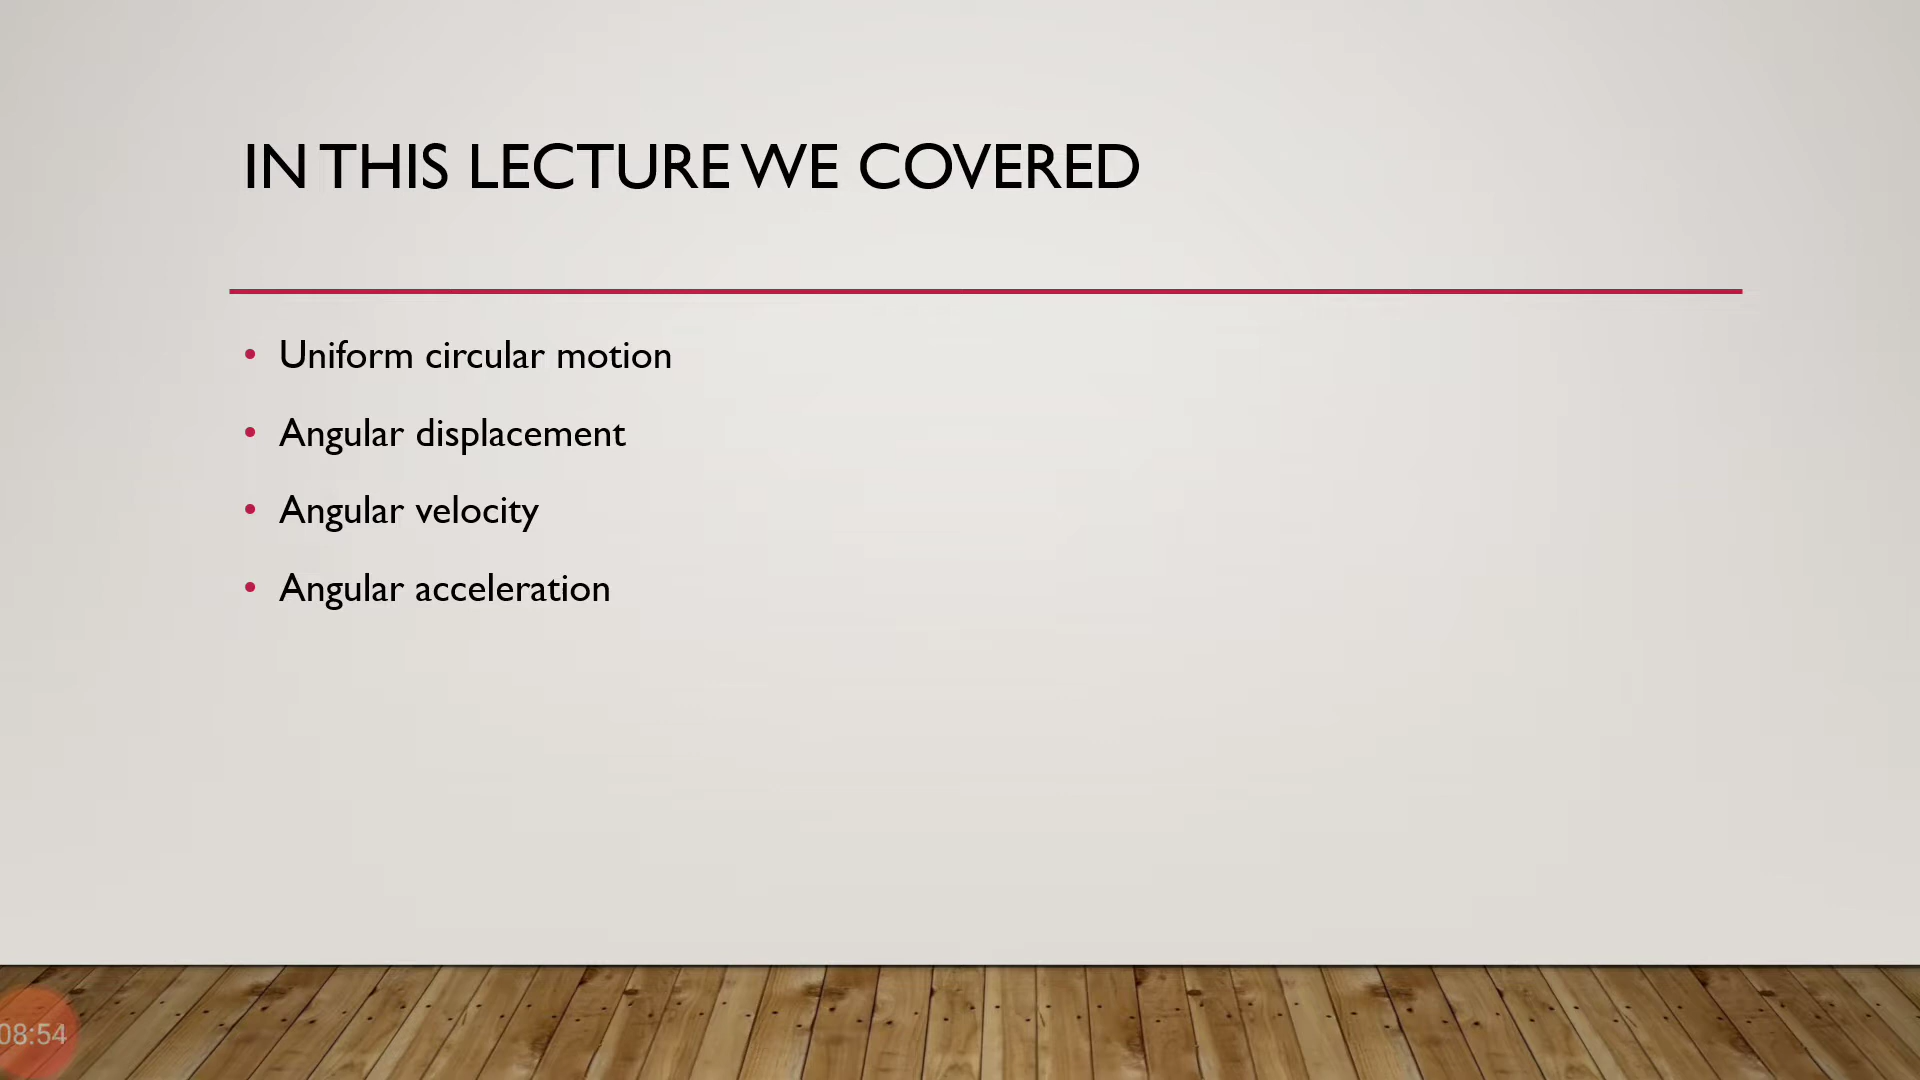 IN THIS LECTURE WE COVERED
• Uniform circular motion
• Angular displacement
• Angular velocity
• Angular acceleration
08:54